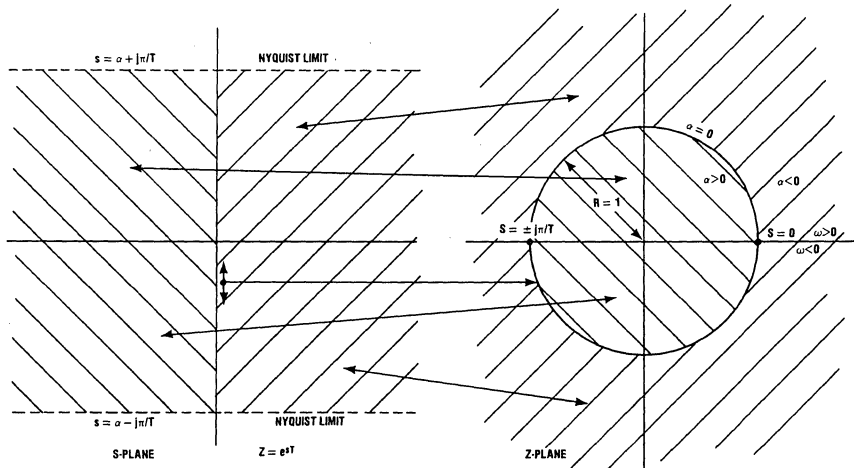 s = α + jπ/T
NYQUIST LIMIT
α = 0
α>0
α<0
R = 1
S = ± jπ/T
S = 0
ω>0
ω<0
s = α – jπ/T
NYQUIST LIMIT
S-PLANE
Z = e^sT
Z-PLANE